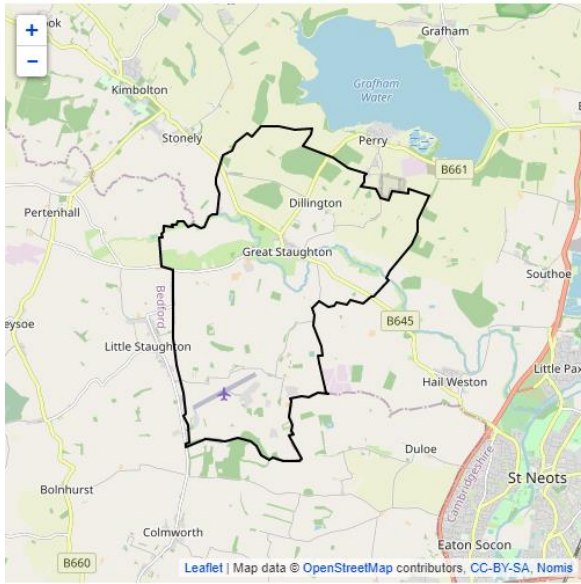 +
−
ook
Grafham
Kimbolton
Grafham
Water
Stonely
Perry
B661
Pertenhall
Dillington
Great Staughton
Southoe
Bedford
eysoe
B645
Little Staughton
Little Pax
Hail Weston
Duloe
Cambridgeshire
St Neots
Bolnhurst
Colmworth
Eaton Socon
B660
Leaflet | Map data © OpenStreetMap contributors, CC-BY-SA, Nomis